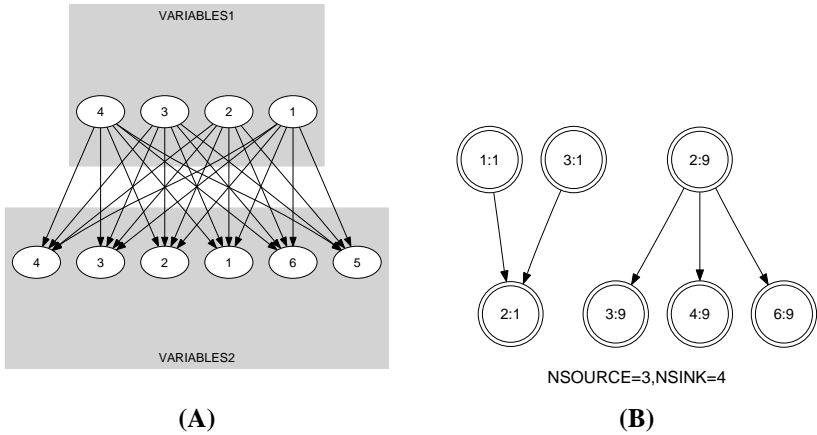 VARIABLES1
4 3 2 1
4 3 2 1 6 5
VARIABLES2
(A)
1:1 3:1 2:9
2:1 3:9 4:9 6:9
NSOURCE=3,NSINK=4
(B)